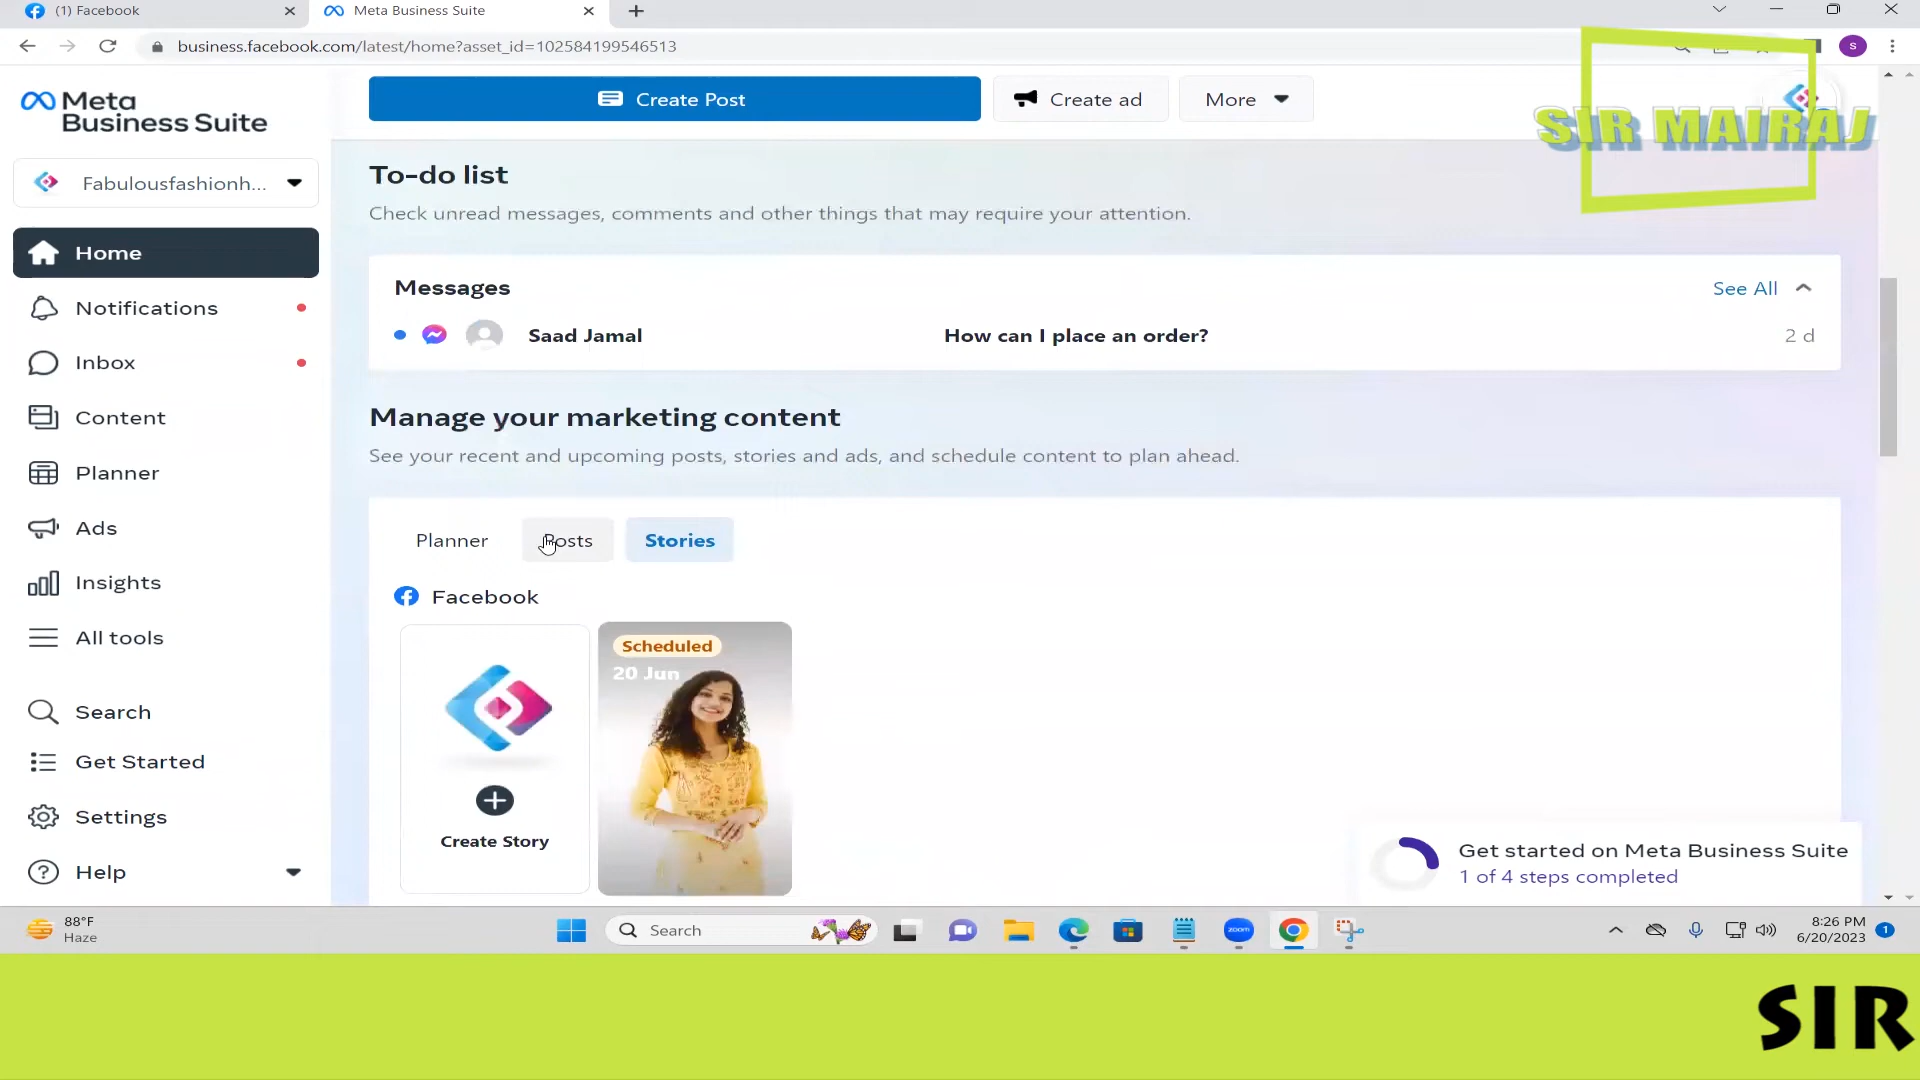 (1) Facebook
Meta Business Suite
business.facebook.com/latest/home?asset_id=102584199546513
S
Meta
Business Suite
Create Post
Create ad
More
SIR MAIRAJ
Fabulousfashionh...
Home
Notifications
Inbox
Content
Planner
Ads
Insights
All tools
Search
Get Started
Settings
Help
To-do list
Check unread messages, comments and other things that may require your attention.
Messages
See All
Saad Jamal
How can I place an order?
2 d
Manage your marketing content
See your recent and upcoming posts, stories and ads, and schedule content to plan ahead.
Planner
Posts
Stories
Facebook
Scheduled
20 Jun
Create Story
Get started on Meta Business Suite
1 of 4 steps completed
88°F
Haze
Search
zoom
8:26 PM
6/20/2023
1
SIR